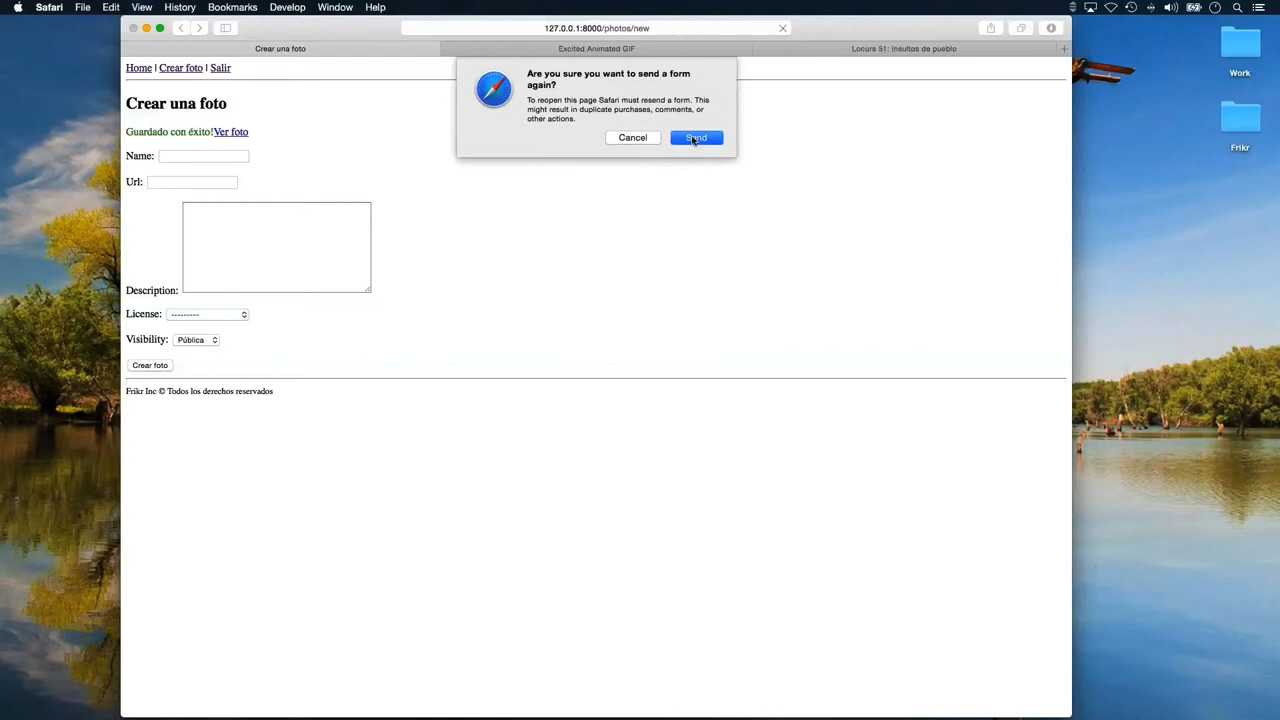 Safari File Edit View History Bookmarks Develop Window Help
127.0.0.1:8000/photos/new
Crear una foto
Excited Animated GIF
Locura 51: Insultos de pueblo
Home | Crear foto | Salir
Are you sure you want to send a form
again?
To reopen this page Safari must resend a form. This
might result in duplicate purchases, comments, or
other actions.
Cancel
Send
Work
Frikr
Crear una foto
Guardado con éxito!Ver foto
Name:
Url:
Description:
License: ---------
Visibility: Pública
Crear foto
Frikr Inc © Todos los derechos reservados